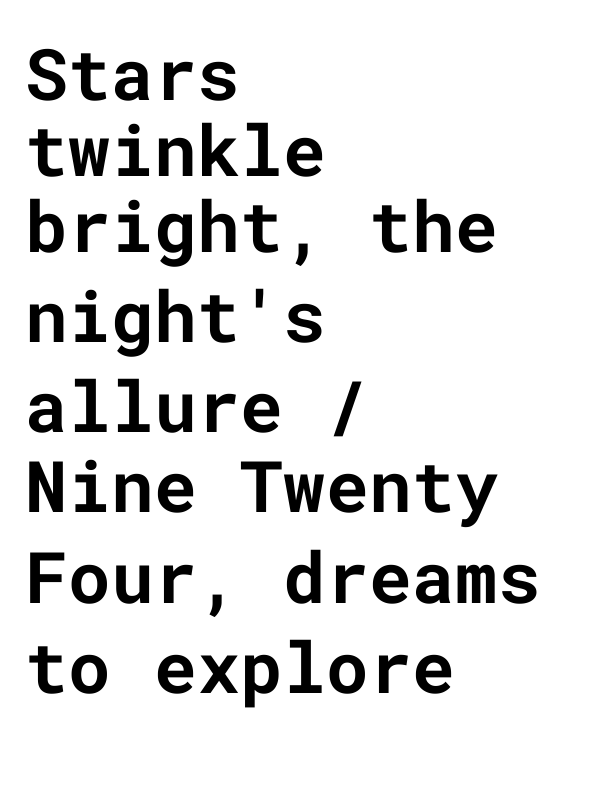 Stars
twinkle
bright, the
night's
allure /
Nine Twenty
Four, dreams
to explore